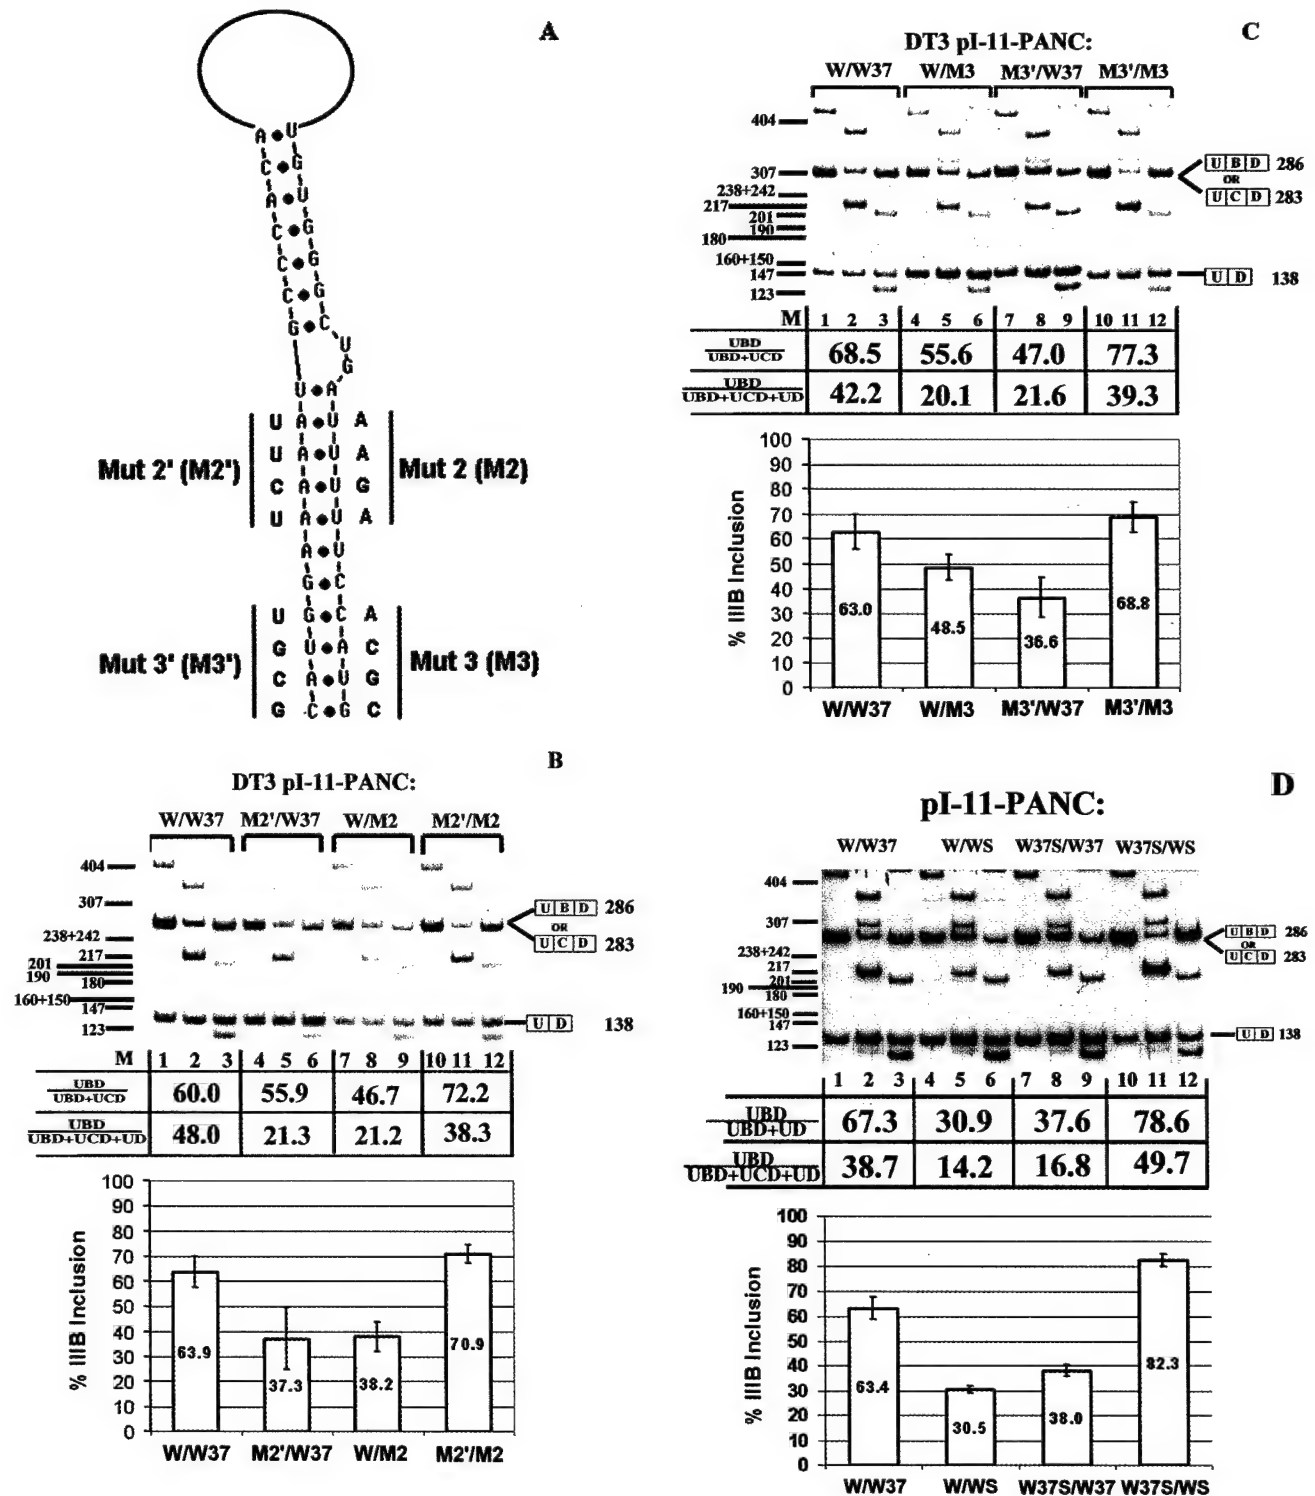 A
A U
C G
A U
C G
C G
C G
G C
U
G
U A
U A U A
Mut 2' (M2')
U A U A
C A U G
U A U A
Mut 2 (M2)
A U
G C
U G C A
Mut 3' (M3')
G U A C
C A U G
G C G C
Mut 3 (M3)
B
DT3 pI-11-PANC:
W/W37 M2'/W37 W/M2 M2'/M2
404
307
238+242
217
201
190
180
160+150
147
123
U B D 286
OR
U C D 283
U D 138
M 1 2 3 4 5 6 7 8 9 10 11 12
UBD
UBD+UCD
60.0 55.9 46.7 72.2
UBD
UBD+UCD+UD
48.0 21.3 21.2 38.3
% IIIB Inclusion
100
90
80
70
60
50
40
30
20
10
0
63.9 37.3 38.2 70.9
W/W37 M2'/W37 W/M2 M2'/M2
C
DT3 pI-11-PANC:
W/W37 W/M3 M3'/W37 M3'/M3
404
307
238+242
217
201
190
180
160+150
147
123
U B D 286
OR
U C D 283
U D 138
M 1 2 3 4 5 6 7 8 9 10 11 12
UBD
UBD+UCD
68.5 55.6 47.0 77.3
UBD
UBD+UCD+UD
42.2 20.1 21.6 39.3
% IIIB Inclusion
100
90
80
70
60
50
40
30
20
10
0
63.0 48.5 36.6 68.8
W/W37 W/M3 M3'/W37 M3'/M3
D
pI-11-PANC:
W/W37 W/WS W37S/W37 W37S/WS
404
307
238+242
217
201
190
180
160+150
147
123
U B D 286
OR
U C D 283
U D 138
1 2 3 4 5 6 7 8 9 10 11 12
UBD
UBD+UD
67.3 30.9 37.6 78.6
UBD
UBD+UCD+UD
38.7 14.2 16.8 49.7
% IIIB Inclusion
100
90
80
70
60
50
40
30
20
10
0
63.4 30.5 38.0 82.3
W/W37 W/WS W37S/W37 W37S/WS